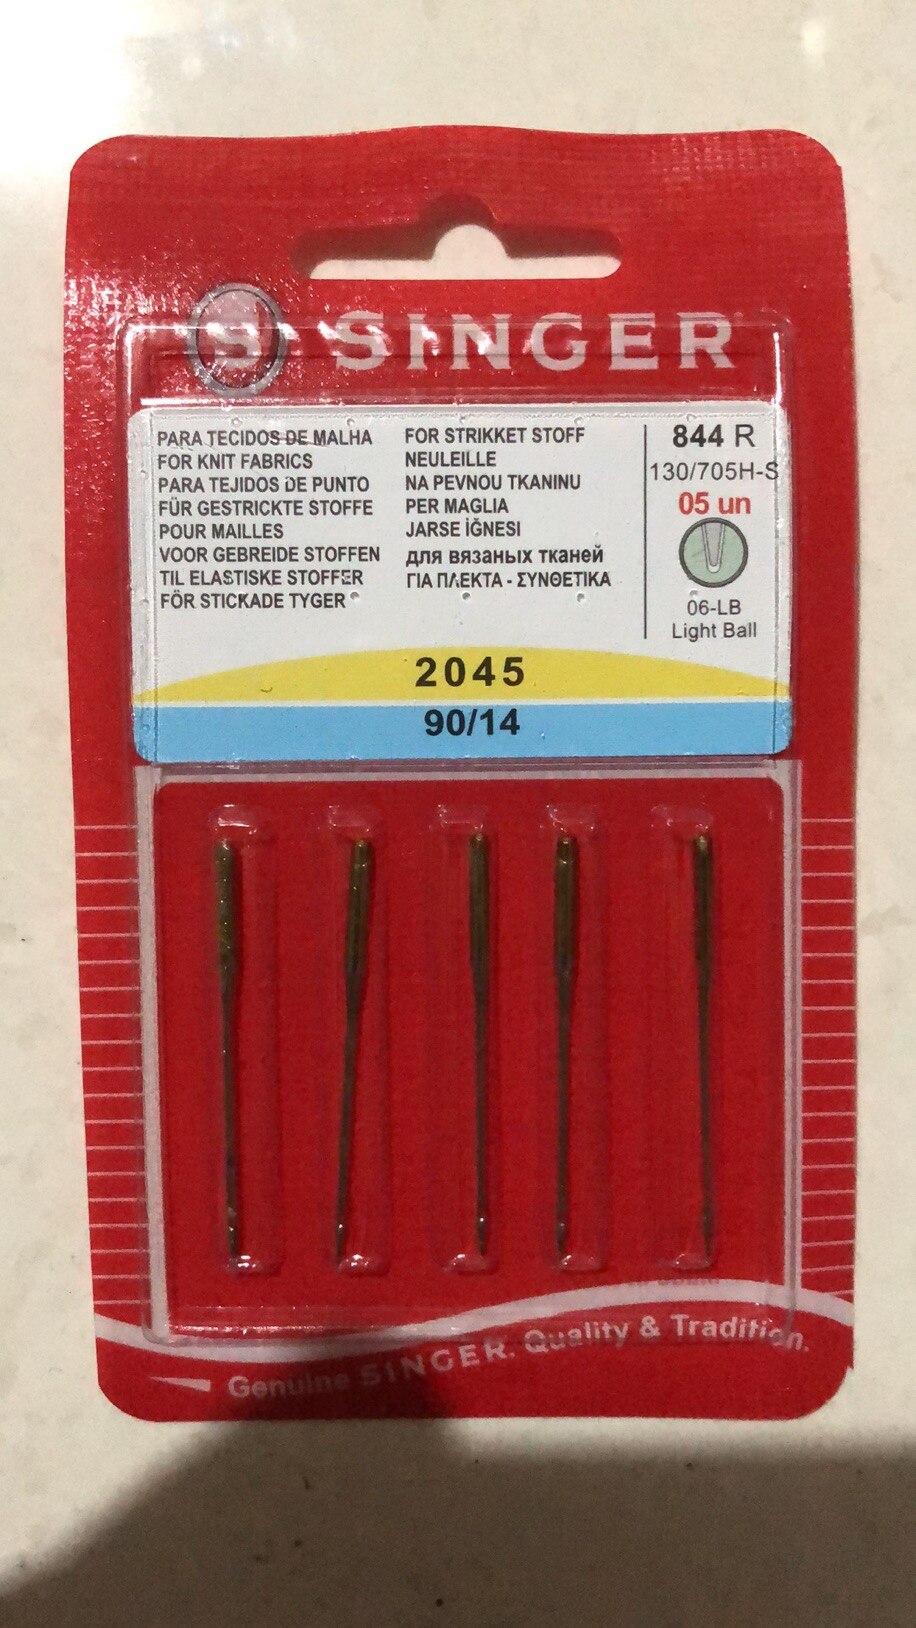 S SINGER
PARA TECIDOS DE MALHA
FOR KNIT FABRICS
PARA TEJIDOS DE PUNTO
FÜR GESTRICKTE STOFFE
POUR MAILLES
VOOR GEBREIDE STOFFEN
TIL ELASTISKE STOFFER
FÖR STICKADE TYGER
FOR STRIKKET STOFF
NEULEILLE
NA PEVNOU TKANINU
PER MAGLIA
JARSE İĞNESI
для вязаных тканей
ΓΙΑ ΠΛΕΚΤΑ - ΣΥΝΘΕΤΙΚΑ
844 R
130/705H-S
05 un
06-LB
Light Ball
2045
90/14
Genuine SINGER. Quality & Tradition.